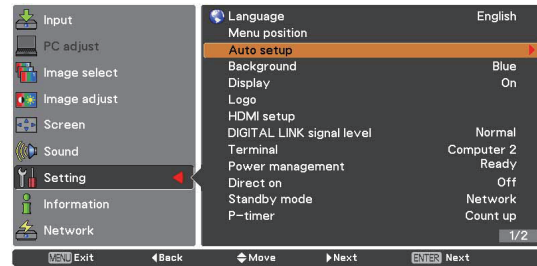 Input
PC adjust
Image select
Image adjust
Screen
Sound
Setting
Information
Network
Language English
Menu position
Auto setup
Background Blue
Display On
Logo
HDMI setup
DIGITAL LINK signal level Normal
Terminal Computer 2
Power management Ready
Direct on Off
Standby mode Network
P-timer Count up
1/2
MENU Exit Back Move Next ENTER Next